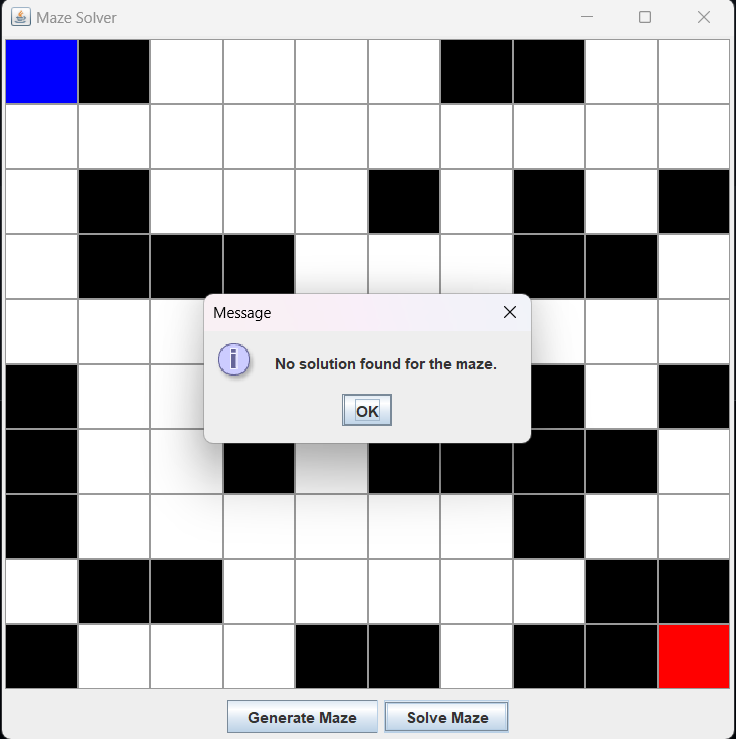 Maze Solver
Message
No solution found for the maze.
OK
Generate Maze
Solve Maze